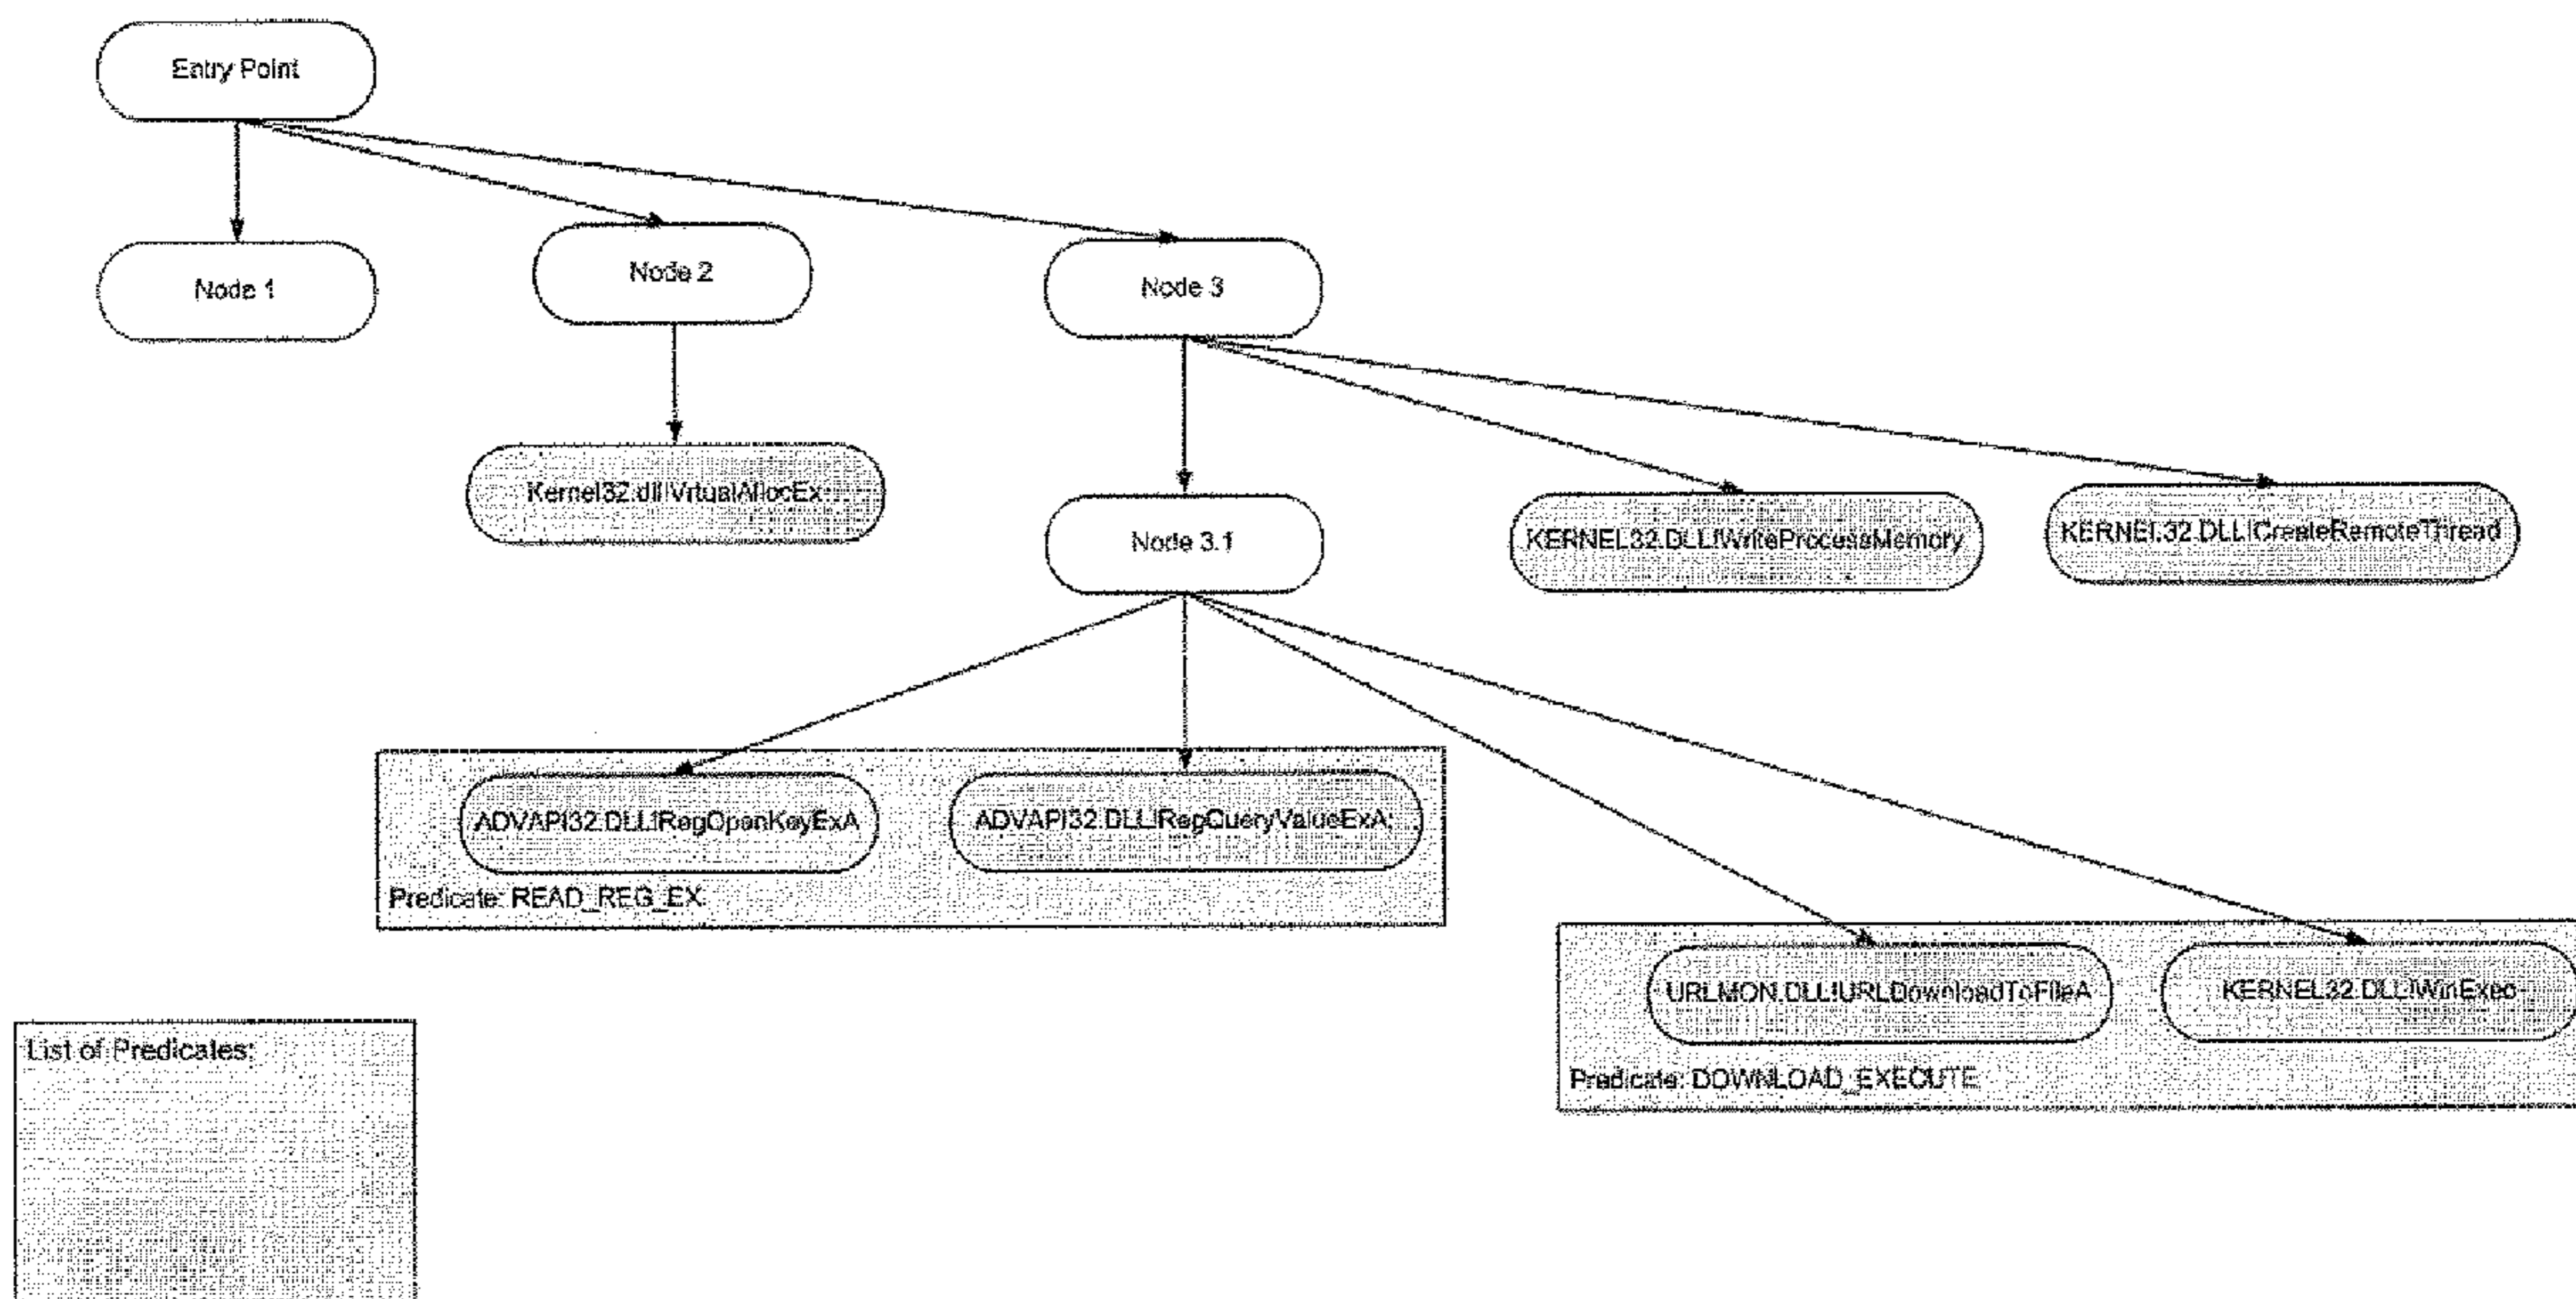 Entry Point
Node 1
Node 2
Node 3
Kernel32.dll!VrtualAllocEx
Node 3.1
KERNEL32.DLL!WriteProcessMemory
KERNEL32.DLL!CreateRemoteThread
ADVAPI32.DLL!RegOpenKeyExA
ADVAPI32.DLL!RegQueryValueExA
Predicate: READ_REG_EX
URLMON.DLL!URLDownloadToFileA
KERNEL32.DLL!WinExec
Predicate: DOWNLOAD_EXECUTE
List of Predicates: